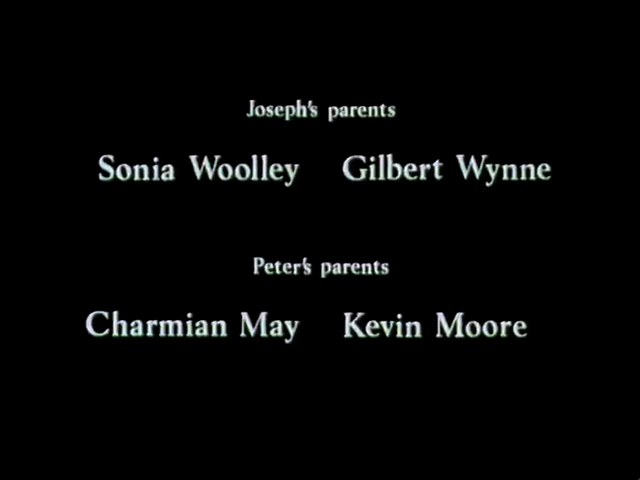 Joseph's parents
Sonia Woolley Gilbert Wynne
Peter's parents
Charmian May Kevin Moore